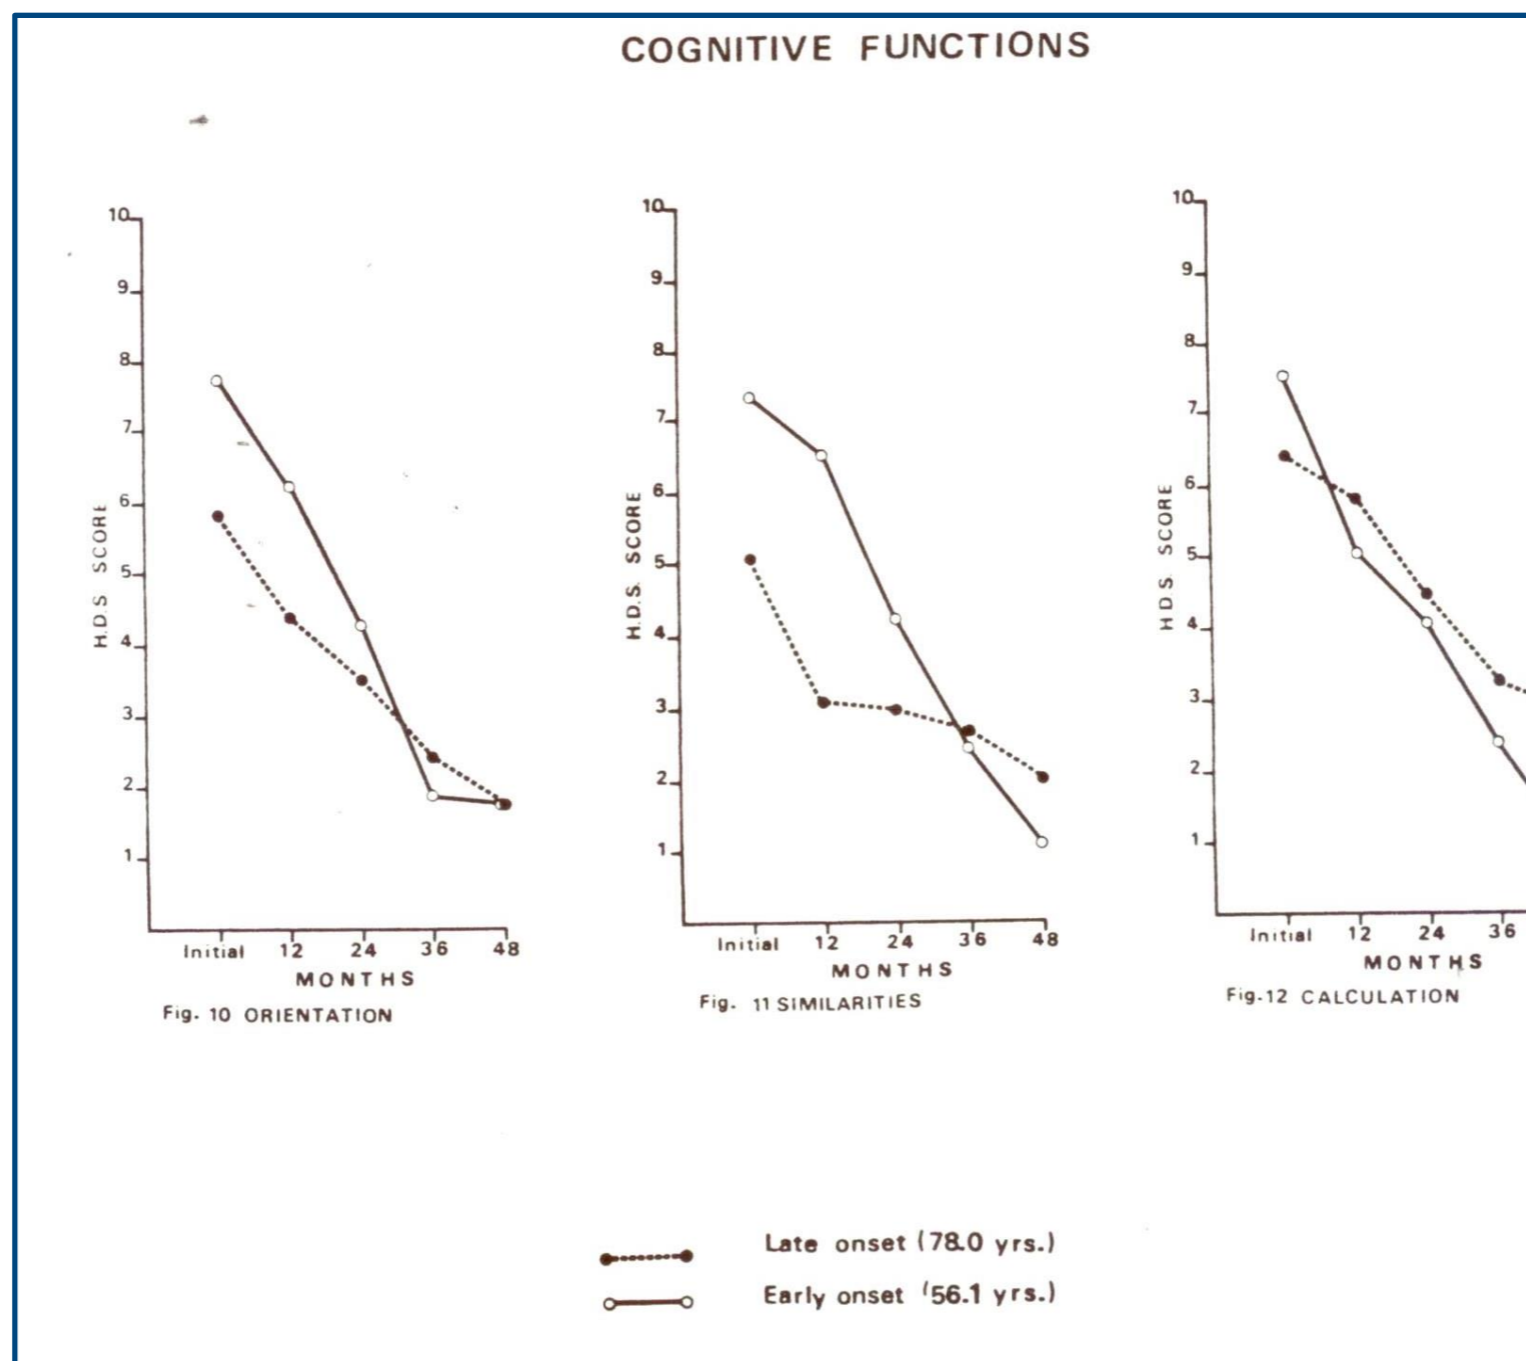 COGNITIVE FUNCTIONS
10
9
8
7
6
5
4
3
2
1
H.D.S SCORE
Initial 12 24 36 48
MONTHS
Fig. 10 ORIENTATION
10
9
8
7
6
5
4
3
2
1
H.D.S. SCORE
Initial 12 24 36 48
MONTHS
Fig. 11 SIMILARITIES
10
9
8
7
6
5
4
3
2
1
H D S SCORE
Initial 12 24 36
MONTHS
Fig.12 CALCULATION
Late onset (78.0 yrs.)
Early onset (56.1 yrs.)